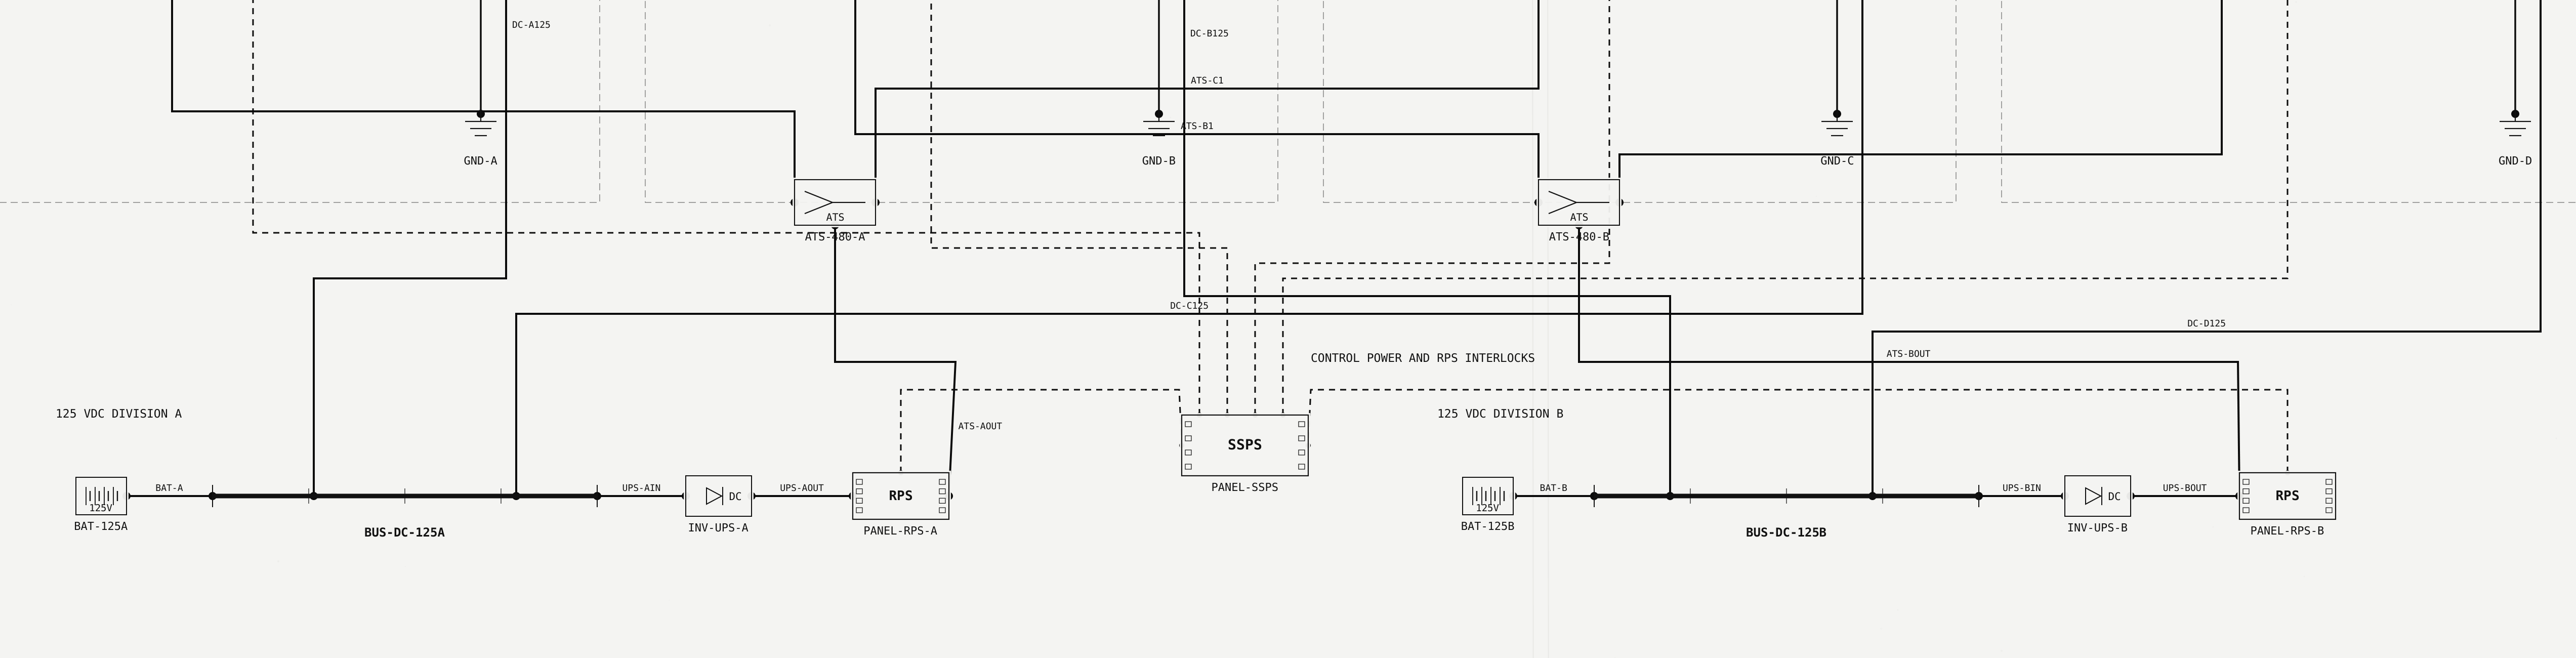 DC-A125
DC-B125
ATS-C1
ATS-B1
GND-A
GND-B
GND-C
GND-D
ATS
ATS-480-A
ATS
ATS-480-B
DC-C125
DC-D125
CONTROL POWER AND RPS INTERLOCKS
ATS-BOUT
125 VDC DIVISION A
125 VDC DIVISION B
ATS-AOUT
SSPS
PANEL-SSPS
125V
BAT-125A
BAT-A
BUS-DC-125A
UPS-AIN
DC
INV-UPS-A
UPS-AOUT
RPS
PANEL-RPS-A
125V
BAT-125B
BAT-B
BUS-DC-125B
UPS-BIN
DC
INV-UPS-B
UPS-BOUT
RPS
PANEL-RPS-B